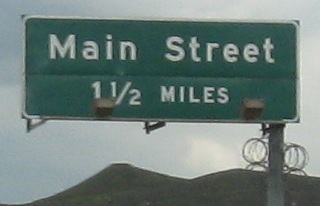 Main Street
1 1/2 MILES